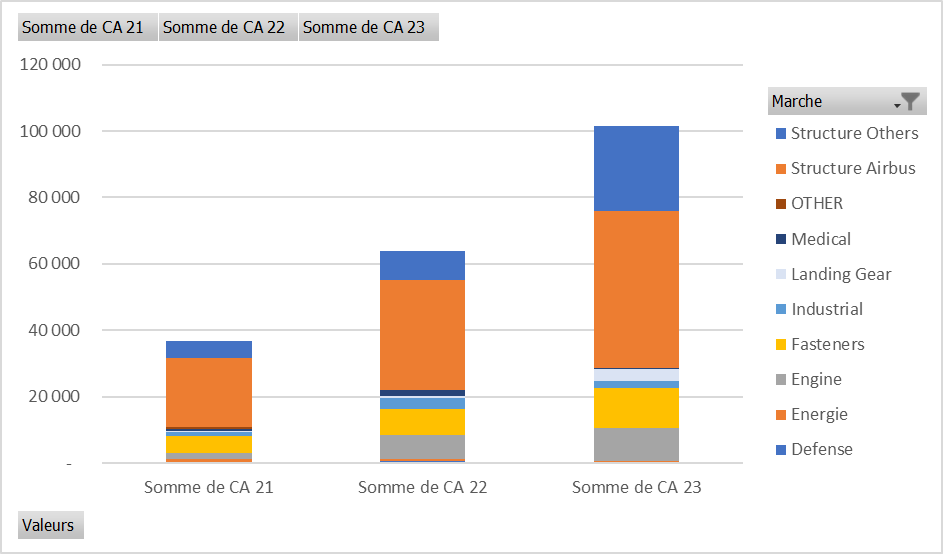 Somme de CA 21 Somme de CA 22 Somme de CA 23
120 000
100 000
80 000
60 000
40 000
20 000
-
Somme de CA 21 Somme de CA 22 Somme de CA 23
Marche
Structure Others
Structure Airbus
OTHER
Medical
Landing Gear
Industrial
Fasteners
Engine
Energie
Defense
Valeurs